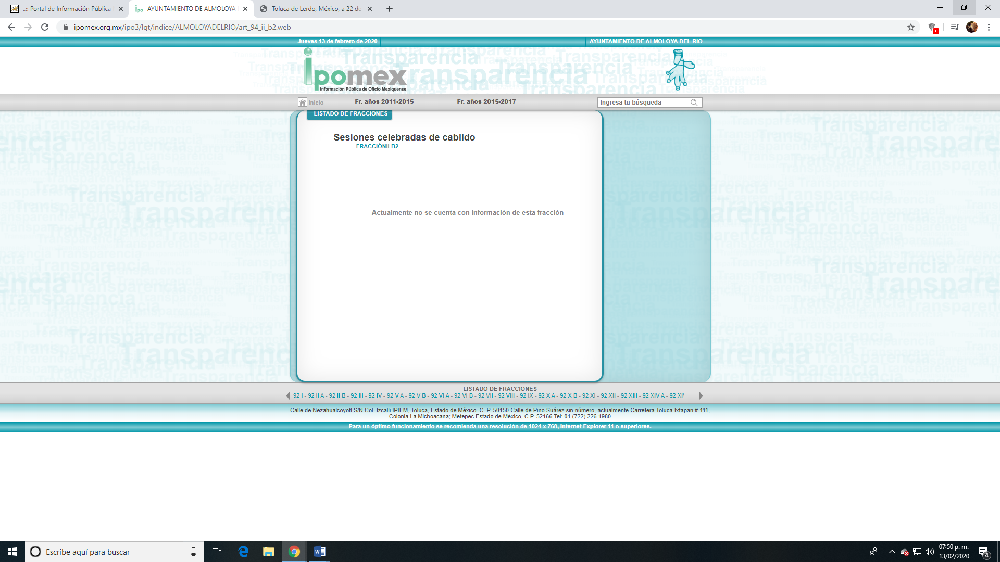 ..:: Portal de Información Pública
AYUNTAMIENTO DE ALMOLOYA
Toluca de Lerdo, México, a 22 de
ipomex.org.mx/ipo3/lgt/indice/ALMOLOYADELRIO/art_94_ii_b2.web
Jueves 13 de febrero de 2020
AYUNTAMIENTO DE ALMOLOYA DEL RIO
Transparencia
ipomex
Información Pública de Oficio Mexiquense
Inicio
Fr. años 2011-2015
Fr. años 2015-2017
Ingresa tu búsqueda
LISTADO DE FRACCIONES
Sesiones celebradas de cabildo
FRACCIÓNII B2
Actualmente no se cuenta con información de esta fracción
LISTADO DE FRACCIONES
92 I - 92 II A - 92 II B - 92 III - 92 IV - 92 V A - 92 V B - 92 VI A - 92 VI B - 92 VII - 92 VIII - 92 IX - 92 X A - 92 X B - 92 XI - 92 XII - 92 XIII - 92 XIV A - 92 XIV
Calle de Nezahualcoyotl S/N Col. Izcalli IPIEM, Toluca, Estado de México. C. P. 50150 Calle de Pino Suárez sin número, actualmente Carretera Toluca-Ixtapan # 111,
Colonia La Michoacana; Metepec Estado de México, C.P. 52166 Tel: 01 (722) 226 1980
Para un óptimo funcionamiento se recomienda una resolución de 1024 x 768, Internet Explorer 11 o superiores.
Escribe aquí para buscar
07:50 p. m.
13/02/2020
4